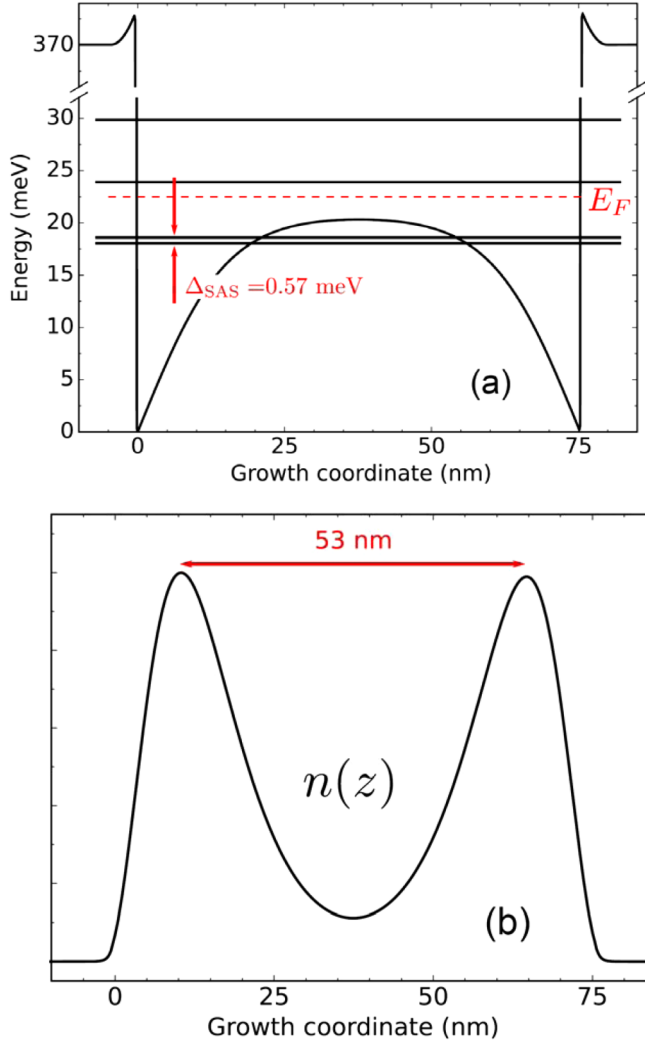 370
30
25
20
15
10
5
0
Energy (meV)
E_F
Δ_SAS =0.57 meV
(a)
0 25 50 75
Growth coordinate (nm)
53 nm
n(z)
(b)
0 25 50 75
Growth coordinate (nm)